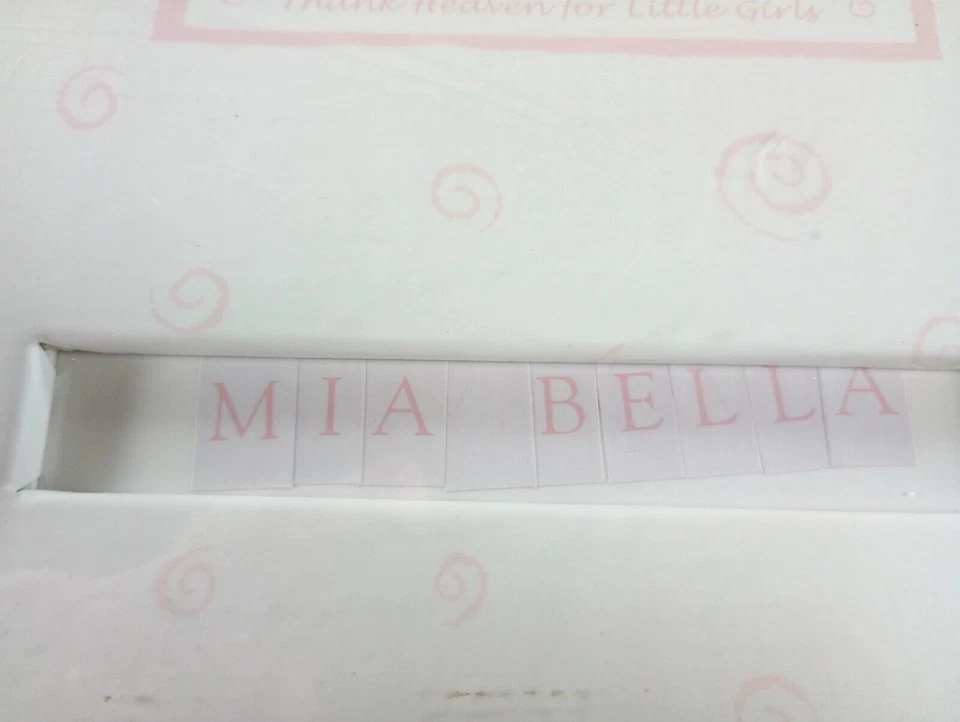 Thank Heaven for Little Girls
MIA BELLA